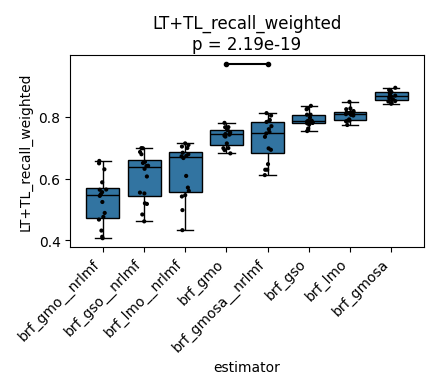 LT+TL_recall_weighted
p = 2.19e-19
LT+TL_recall_weighted
0.8
0.6
0.4
brf_gmo__nrlmf
brf_gso__nrlmf
brf_lmo__nrlmf
brf_gmo
brf_gmosa__nrlmf
brf_gso
brf_lmo
brf_gmosa
estimator